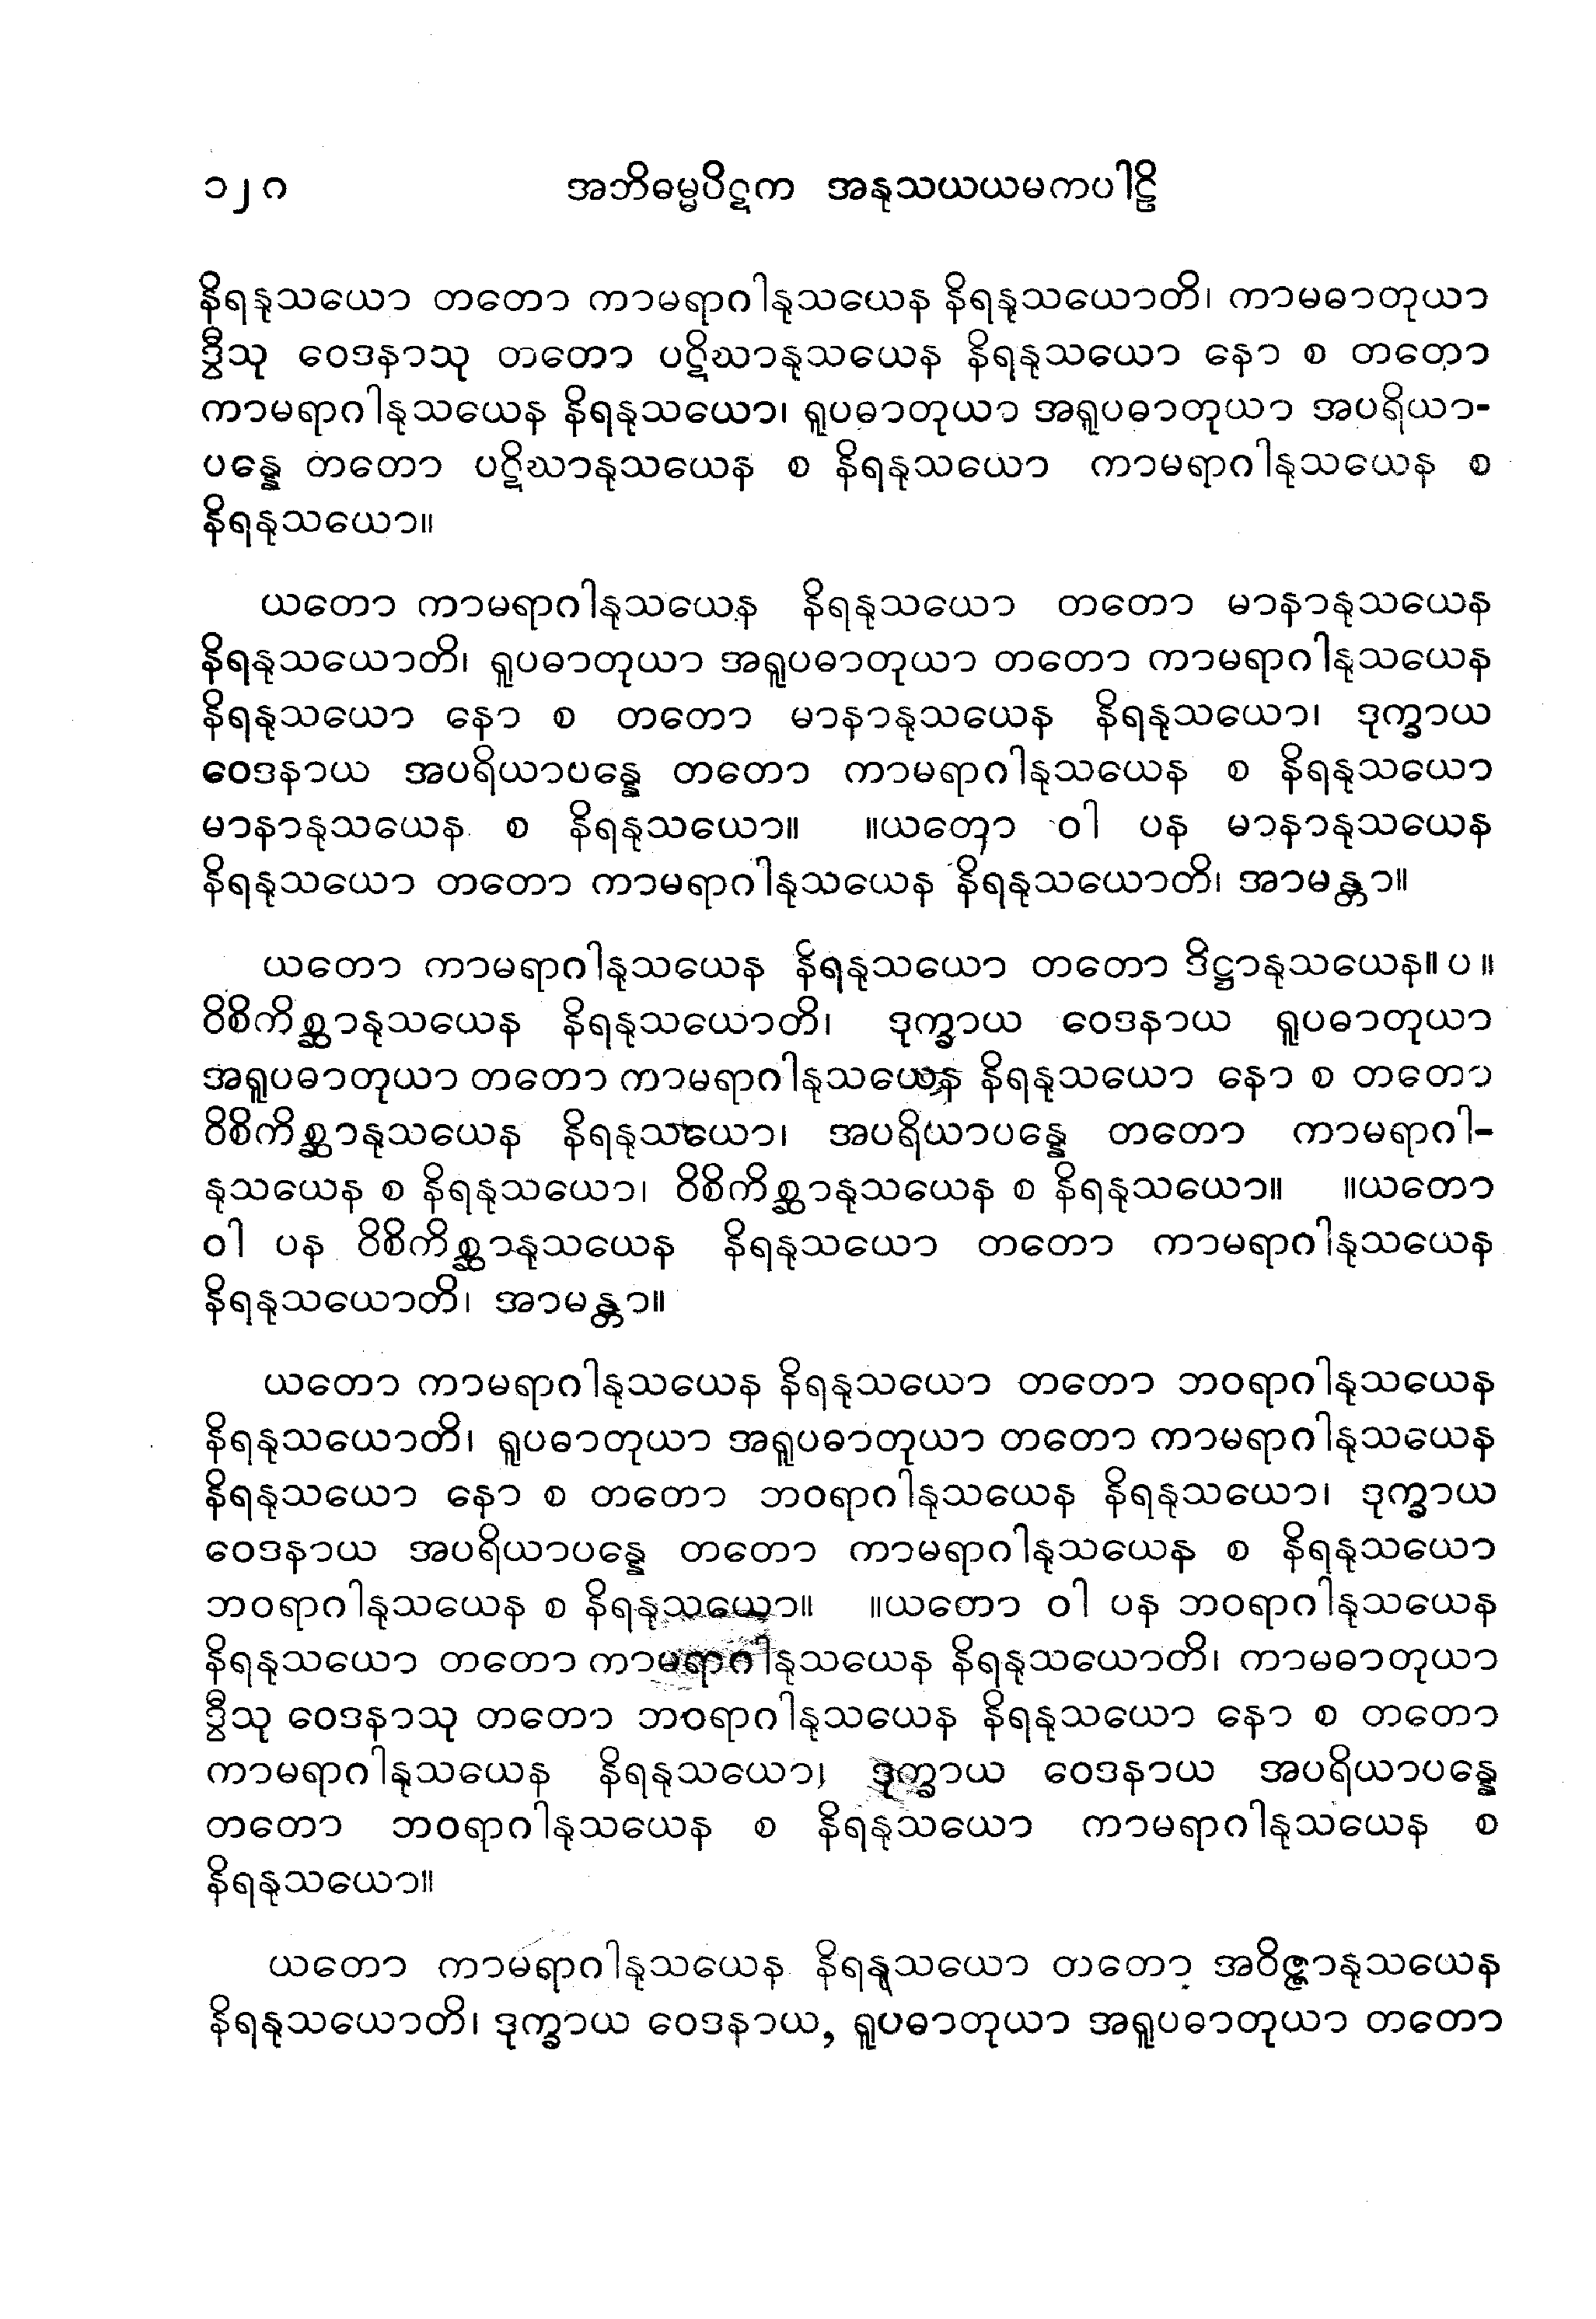 ၁၂၈ အဘိဓမ္မပိဋက အနုသယယမကပါဠိ
နိရနုသယော တတော ကာမရာဂါနုသယေန နိရနုသယောတိ၊ ကာမဓာတုယာ
ဒွီသု ဝေဒနာသု တတော ပဋိဃာနုသယေန နိရနုသယော နော စ တတော
ကာမရာဂါနုသယေန နိရနုသယော၊ ရူပဓာတုယာ အရူပဓာတုယာ အပရိယာ-
ပန္နေ တတော ပဋိဃာနုသယေန စ နိရနုသယော ကာမရာဂါနုသယေန စ
နိရနုသယော။
ယတော ကာမရာဂါနုသယေန နိရနုသယော တတော မာနာနုသယေန
နိရနုသယောတိ၊ ရူပဓာတုယာ အရူပဓာတုယာ တတော ကာမရာဂါနုသယေန
နိရနုသယော နော စ တတော မာနာနုသယေန နိရနုသယော၊ ဒုက္ခာယ
ဝေဒနာယ အပရိယာပန္နေ တတော ကာမရာဂါနုသယေန စ နိရနုသယော
မာနာနုသယေန စ နိရနုသယော။ ။ယတော ဝါ ပန မာနာနုသယေန
နိရနုသယော တတော ကာမရာဂါနုသယေန နိရနုသယောတိ၊ အာမန္တာ။
ယတော ကာမရာဂါနုသယေန နိရနုသယော တတော ဒိဋ္ဌာနုသယေန။ ပ ။
ဝိစိကိစ္ဆာနုသယေန နိရနုသယောတိ၊ ဒုက္ခာယ ဝေဒနာယ ရူပဓာတုယာ
အရူပဓာတုယာ တတော ကာမရာဂါနုသယေန နိရနုသယော နော စ တတော
ဝိစိကိစ္ဆာနုသယေန နိရနုသယော၊ အပရိယာပန္နေ တတော ကာမရာဂါ-
နုသယေန စ နိရနုသယော၊ ဝိစိကိစ္ဆာနုသယေန စ နိရနုသယော။ ။ယတော
ဝါ ပန ဝိစိကိစ္ဆာနုသယေန နိရနုသယော တတော ကာမရာဂါနုသယေန
နိရနုသယောတိ၊ အာမန္တာ။
ယတော ကာမရာဂါနုသယေန နိရနုသယော တတော ဘဝရာဂါနုသယေန
နိရနုသယောတိ၊ ရူပဓာတုယာ အရူပဓာတုယာ တတော ကာမရာဂါနုသယေန
နိရနုသယော နော စ တတော ဘဝရာဂါနုသယေန နိရနုသယော၊ ဒုက္ခာယ
ဝေဒနာယ အပရိယာပန္နေ တတော ကာမရာဂါနုသယေန စ နိရနုသယော
ဘဝရာဂါနုသယေန စ နိရနုသယော။ ။ယတော ဝါ ပန ဘဝရာဂါနုသယေန
နိရနုသယော တတော ကာမရာဂါနုသယေန နိရနုသယောတိ၊ ကာမဓာတုယာ
ဒွီသု ဝေဒနာသု တတော ဘဝရာဂါနုသယေန နိရနုသယော နော စ တတော
ကာမရာဂါနုသယေန နိရနုသယော၊ ဒုက္ခာယ ဝေဒနာယ အပရိယာပန္နေ
တတော ဘဝရာဂါနုသယေန စ နိရနုသယော ကာမရာဂါနုသယေန စ
နိရနုသယော။
ယတော ကာမရာဂါနုသယေန နိရနုသယော တတော အဝိဇ္ဇာနုသယေန
နိရနုသယောတိ၊ ဒုက္ခာယ ဝေဒနာယ, ရူပဓာတုယာ အရူပဓာတုယာ တတော